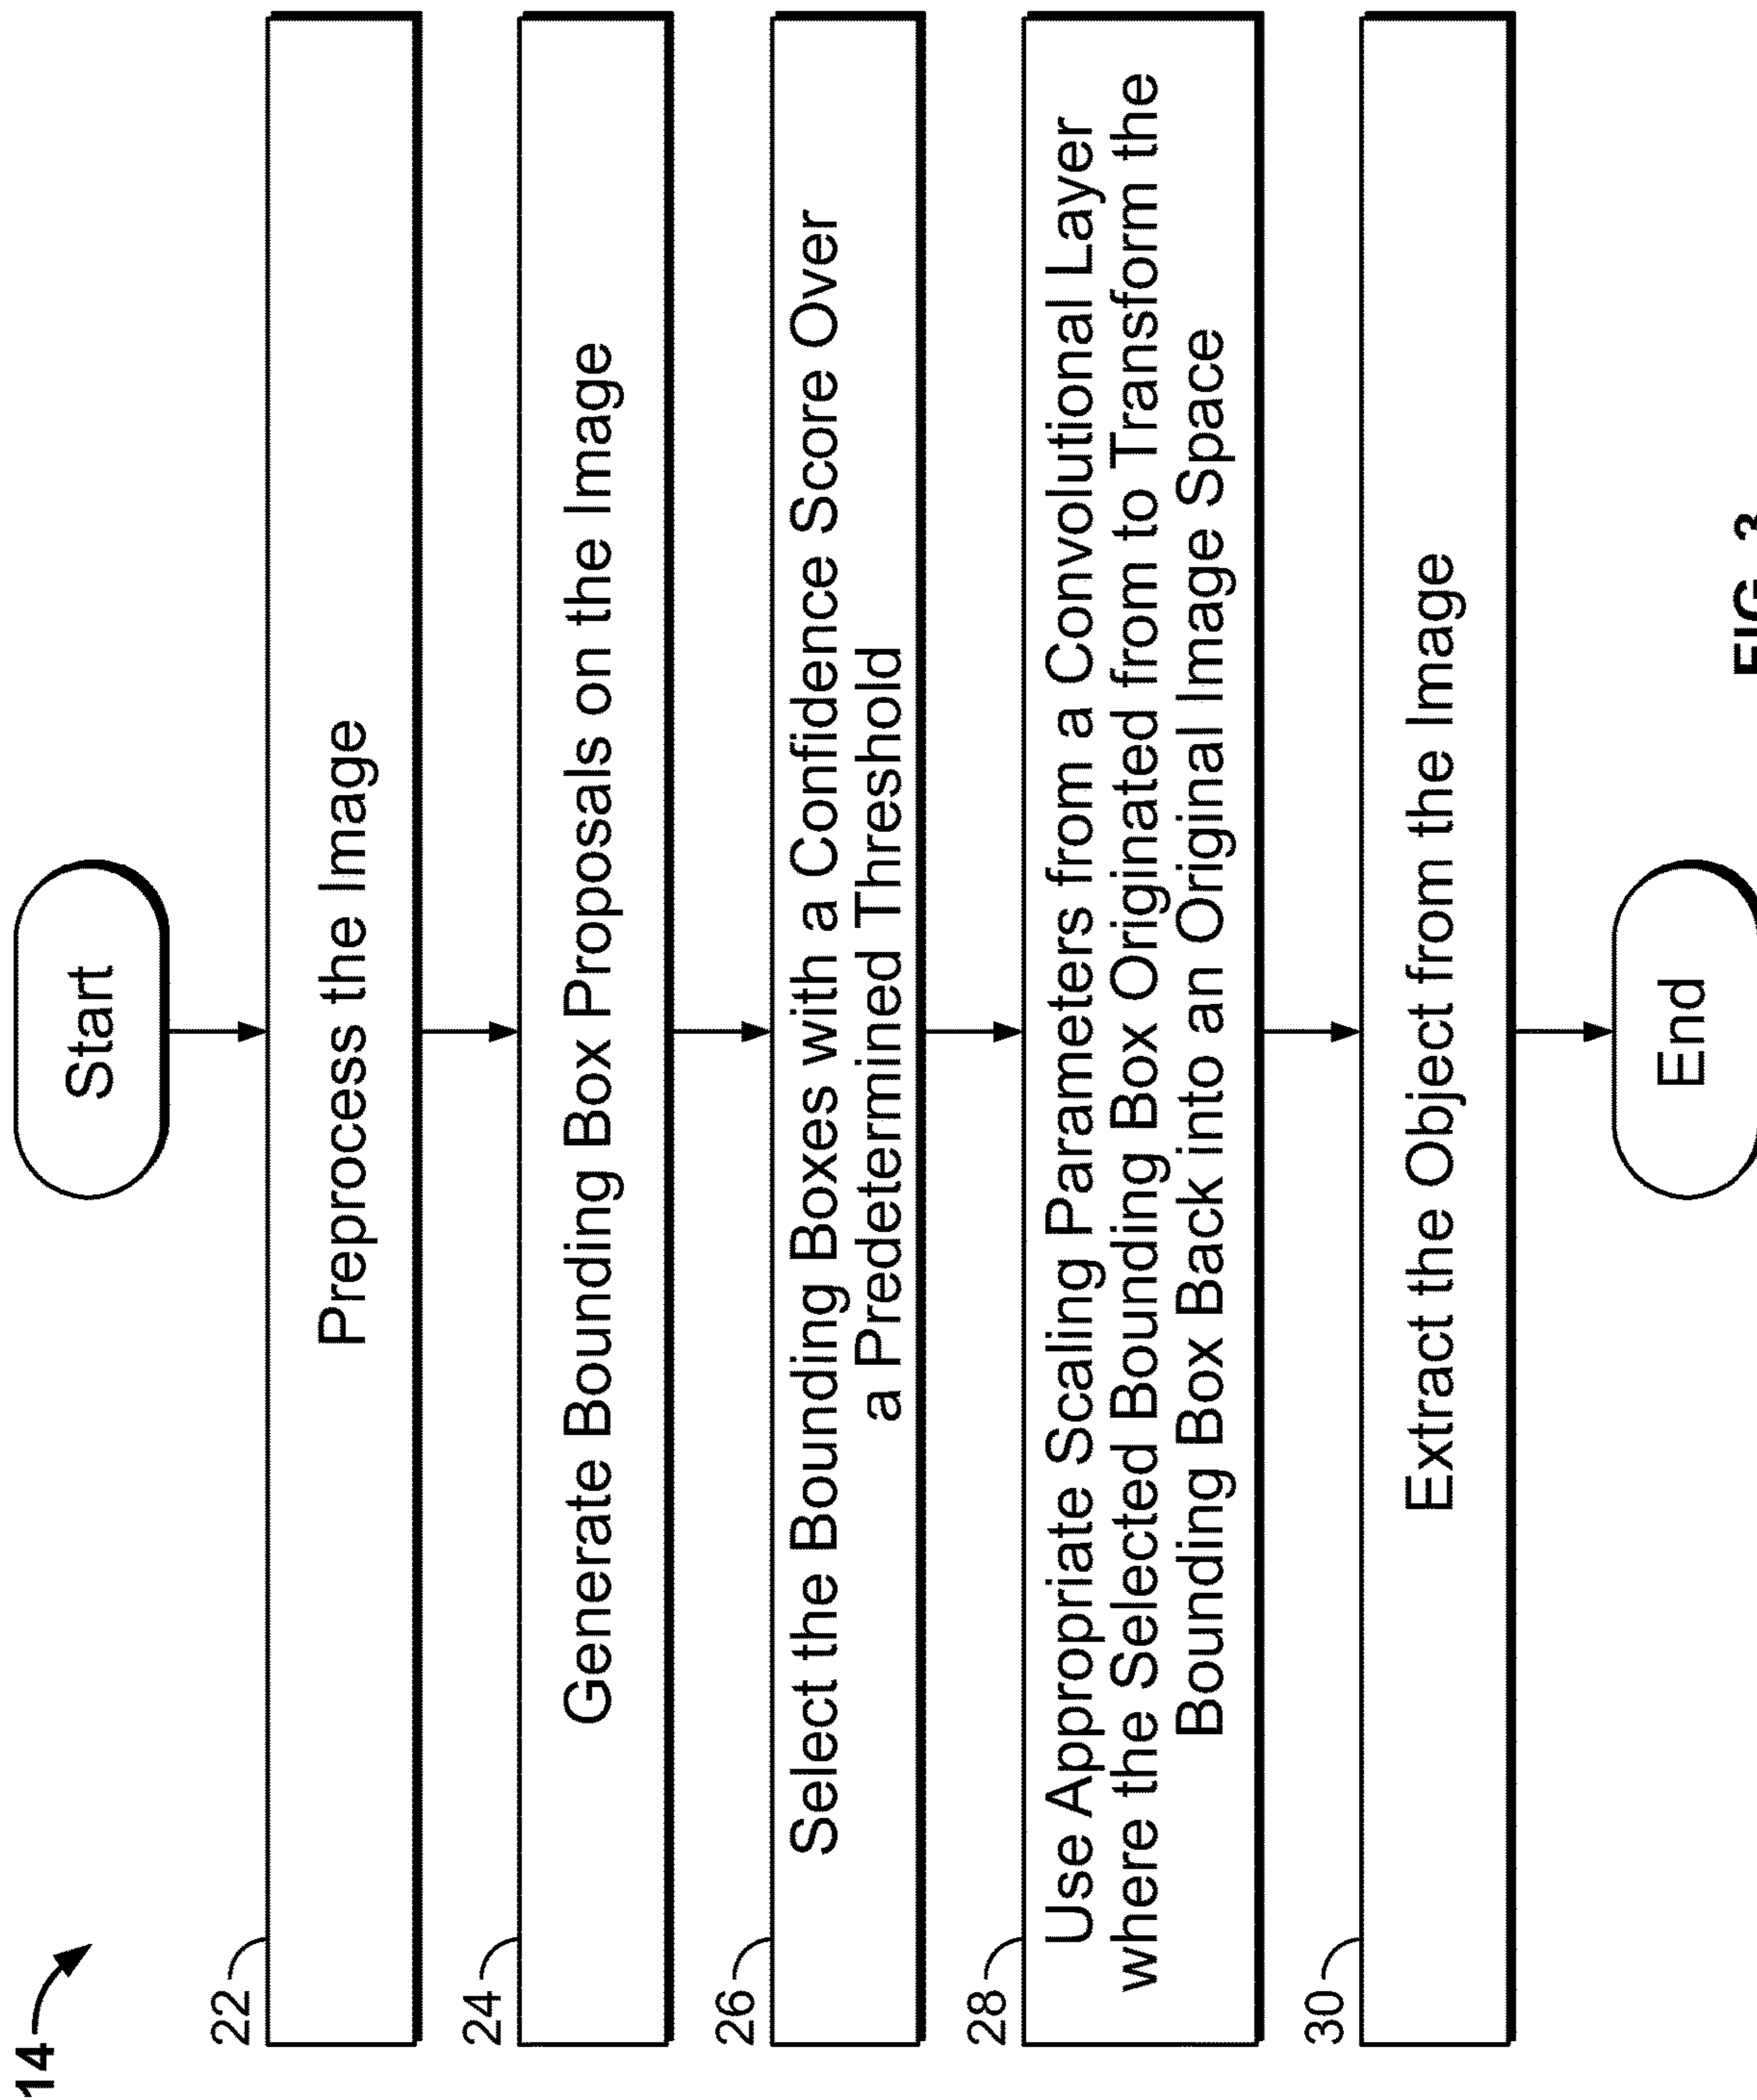 14
Start
22
Preprocess the Image
24
Generate Bounding Box Proposals on the Image
26
Select the Bounding Boxes with a Confidence Score Over
a Predetermined Threshold
28
Use Appropriate Scaling Parameters from a Convolutional Layer
where the Selected Bounding Box Originated from to Transform the
Bounding Box Back into an Original Image Space
30
Extract the Object from the Image
End
FIG. 3